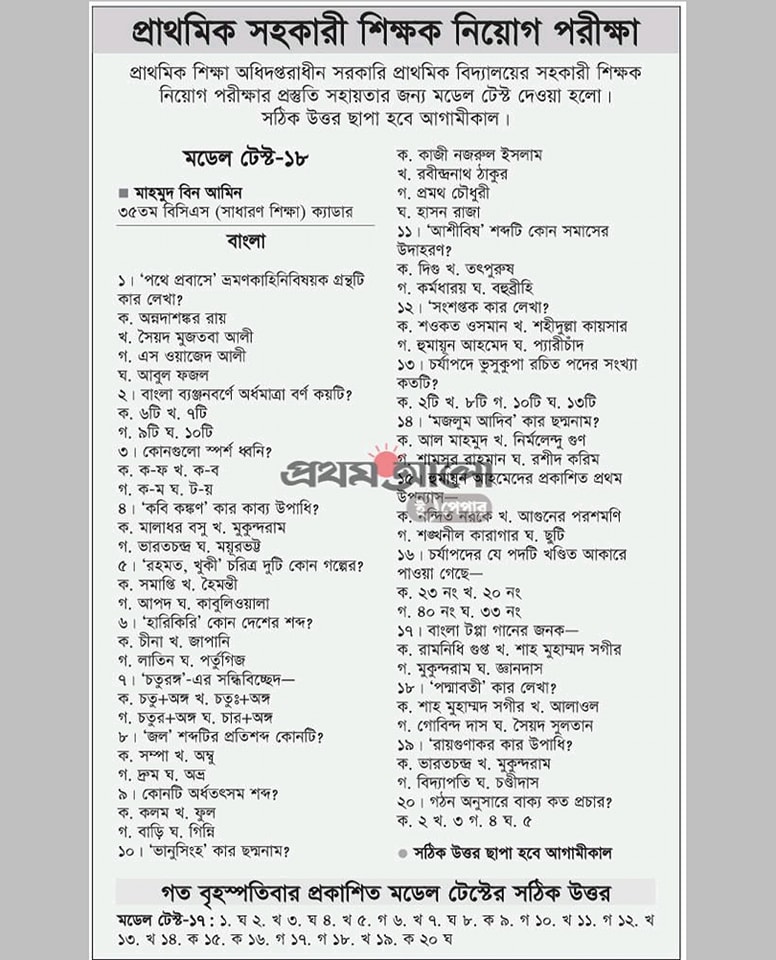 প্রাথমিক সহকারী শিক্ষক নিয়োগ পরীক্ষা
প্রাথমিক শিক্ষা অধিদপ্তরাধীন সরকারি প্রাথমিক বিদ্যালয়ের সহকারী শিক্ষক
নিয়োগ পরীক্ষার প্রস্তুতি সহায়তার জন্য মডেল টেস্ট দেওয়া হলো।
সঠিক উত্তর ছাপা হবে আগামীকাল।
মডেল টেস্ট-১৮
■ মাহমুদ বিন আমিন
৩৫তম বিসিএস (সাধারণ শিক্ষা) ক্যাডার
বাংলা
১। ‘পথে প্রবাসে’ ভ্রমণকাহিনিবিষয়ক গ্রন্থটি
কার লেখা?
ক. অন্নদাশঙ্কর রায়
খ. সৈয়দ মুজতবা আলী
গ. এস ওয়াজেদ আলী
ঘ. আবুল ফজল
২। বাংলা ব্যঞ্জনবর্ণে অর্ধমাত্রা বর্ণ কয়টি?
ক. ৬টি খ. ৭টি
গ. ৯টি ঘ. ১০টি
৩। কোনগুলো স্পর্শ ধ্বনি?
ক. ক-ফ খ. ক-ব
গ. ক-ম ঘ. ট-য়
৪। ‘কবি কঙ্কণ’ কার কাব্য উপাধি?
ক. মালাধর বসু খ. মুকুন্দরাম
গ. ভারতচন্দ্র ঘ. ময়ূরভট্ট
৫। ‘রহমত, খুকী’ চরিত্র দুটি কোন গল্পের?
ক. সমাপ্তি খ. হৈমন্তী
গ. আপদ ঘ. কাবুলিওয়ালা
৬। ‘হারিকিরি’ কোন দেশের শব্দ?
ক. চীনা খ. জাপানি
গ. লাতিন ঘ. পর্তুগিজ
৭। ‘চতুরঙ্গ’-এর সন্ধিবিচ্ছেদ—
ক. চতু+অঙ্গ খ. চতুঃ+অঙ্গ
গ. চতুর+অঙ্গ ঘ. চার+অঙ্গ
৮। ‘জল’ শব্দটির প্রতিশব্দ কোনটি?
ক. সম্পা খ. অম্বু
গ. দ্রুম ঘ. অভ্র
৯। কোনটি অর্ধতৎসম শব্দ?
ক. কলম খ. ফুল
গ. বাড়ি ঘ. গিন্নি
১০। ‘ভানুসিংহ’ কার ছদ্মনাম?
ক. কাজী নজরুল ইসলাম
খ. রবীন্দ্রনাথ ঠাকুর
গ. প্রমথ চৌধুরী
ঘ. হাসন রাজা
১১। ‘আশীবিষ’ শব্দটি কোন সমাসের
উদাহরণ?
ক. দিগু খ. তৎপুরুষ
গ. কর্মধারয় ঘ. বহুব্রীহি
১২। ‘সংশপ্তক কার লেখা?
ক. শওকত ওসমান খ. শহীদুল্লা কায়সার
গ. হুমায়ূন আহমেদ ঘ. প্যারীচাঁদ
১৩। চর্যাপদে ভুসুকুপা রচিত পদের সংখ্যা
কতটি?
ক. ২টি খ. ৮টি গ. ১০টি ঘ. ১৩টি
১৪। ‘মজলুম আদিব’ কার ছদ্মনাম?
ক. আল মাহমুদ খ. নির্মলেন্দু গুণ
গ. শামসুর রাহমান ঘ. রশীদ করিম
প্রথম আলো
ই-পেপার
১৫। হুমায়ূন আহমেদের প্রকাশিত প্রথম
উপন্যাস—
ক. নন্দিত নরকে খ. আগুনের পরশমণি
গ. শঙ্খনীল কারাগার ঘ. ছুটি
১৬। চর্যাপদের যে পদটি খণ্ডিত আকারে
পাওয়া গেছে—
ক. ২৩ নং খ. ২০ নং
গ. ৪০ নং ঘ. ৩৩ নং
১৭। বাংলা টপ্পা গানের জনক—
ক. রামনিধি গুপ্ত খ. শাহ মুহাম্মদ সগীর
গ. মুকুন্দরাম ঘ. জ্ঞানদাস
১৮। ‘পদ্মাবতী’ কার লেখা?
ক. শাহ মুহাম্মদ সগীর খ. আলাওল
গ. গোবিন্দ দাস ঘ. সৈয়দ সুলতান
১৯। ‘রায়গুণাকর কার উপাধি?
ক. ভারতচন্দ্র খ. মুকুন্দরাম
গ. বিদ্যাপতি ঘ. চণ্ডীদাস
২০। গঠন অনুসারে বাক্য কত প্রচার?
ক. ২ খ. ৩ গ. ৪ ঘ. ৫
● সঠিক উত্তর ছাপা হবে আগামীকাল
গত বৃহস্পতিবার প্রকাশিত মডেল টেস্টের সঠিক উত্তর
মডেল টেস্ট-১৭ : ১. ঘ ২. খ ৩. ঘ ৪. খ ৫. গ ৬. খ ৭. ঘ ৮. ক ৯. গ ১০. খ ১১. গ ১২. খ
১৩. খ ১৪. ক ১৫. ক ১৬. গ ১৭. গ ১৮. খ ১৯. ক ২০ ঘ